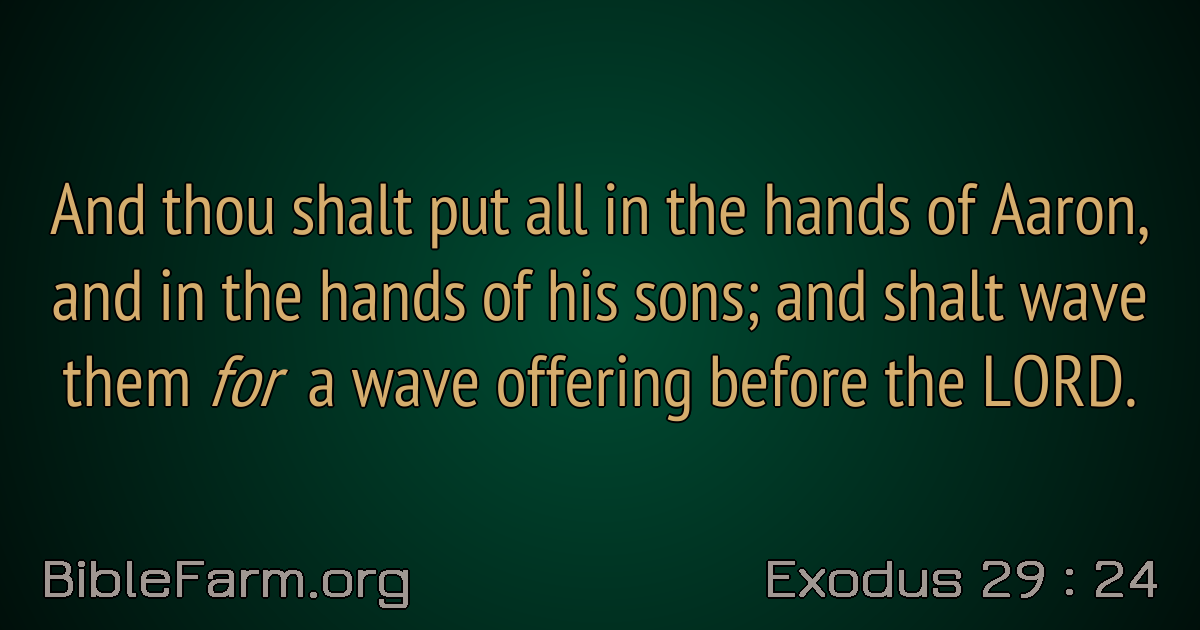 And thou shalt put all in the hands of Aaron,
and in the hands of his sons; and shalt wave
them for a wave offering before the LORD.
BibleFarm.org
Exodus 29 : 24